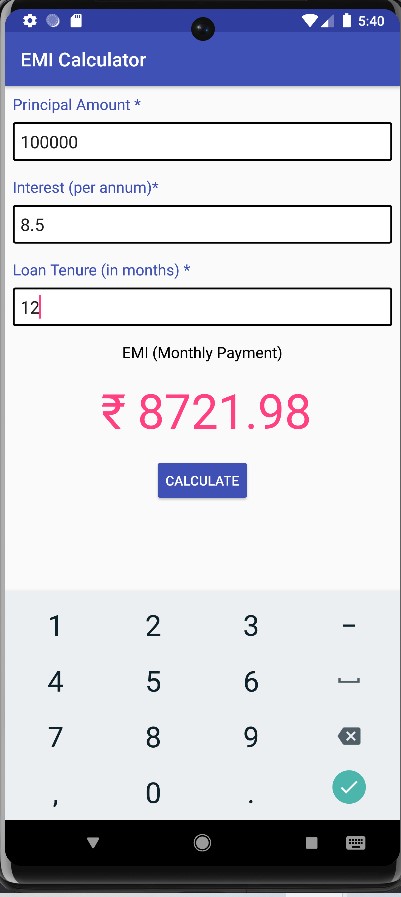 5:40
EMI Calculator
Principal Amount *
100000
Interest (per annum)*
8.5
Loan Tenure (in months) *
12
EMI (Monthly Payment)
₹ 8721.98
CALCULATE
1 2 3 -
4 5 6
7 8 9
, 0 .